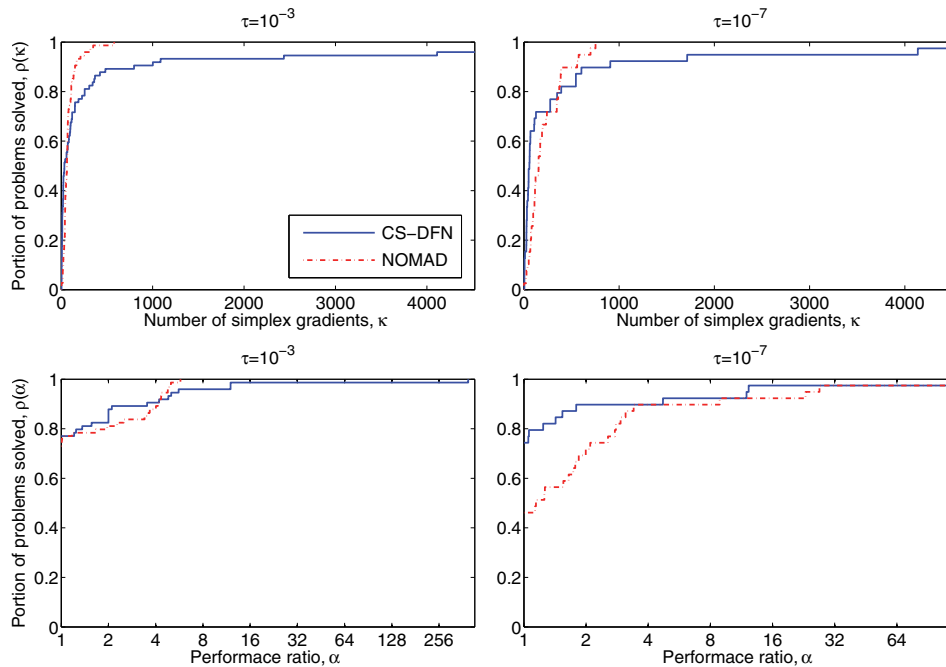 τ=10⁻³
Portion of problems solved, ρ(κ)
1
0.8
0.6
0.4
0.2
0
CS−DFN
NOMAD
0 1000 2000 3000 4000
Number of simplex gradients, κ
τ=10⁻⁷
1
0.8
0.6
0.4
0.2
0
0 1000 2000 3000 4000
Number of simplex gradients, κ
τ=10⁻³
Portion of problems solved, ρ(α)
1
0.8
0.6
0.4
0.2
0
1 2 4 8 16 32 64 128 256
Performace ratio, α
τ=10⁻⁷
1
0.8
0.6
0.4
0.2
0
1 2 4 8 16 32 64
Performace ratio, α